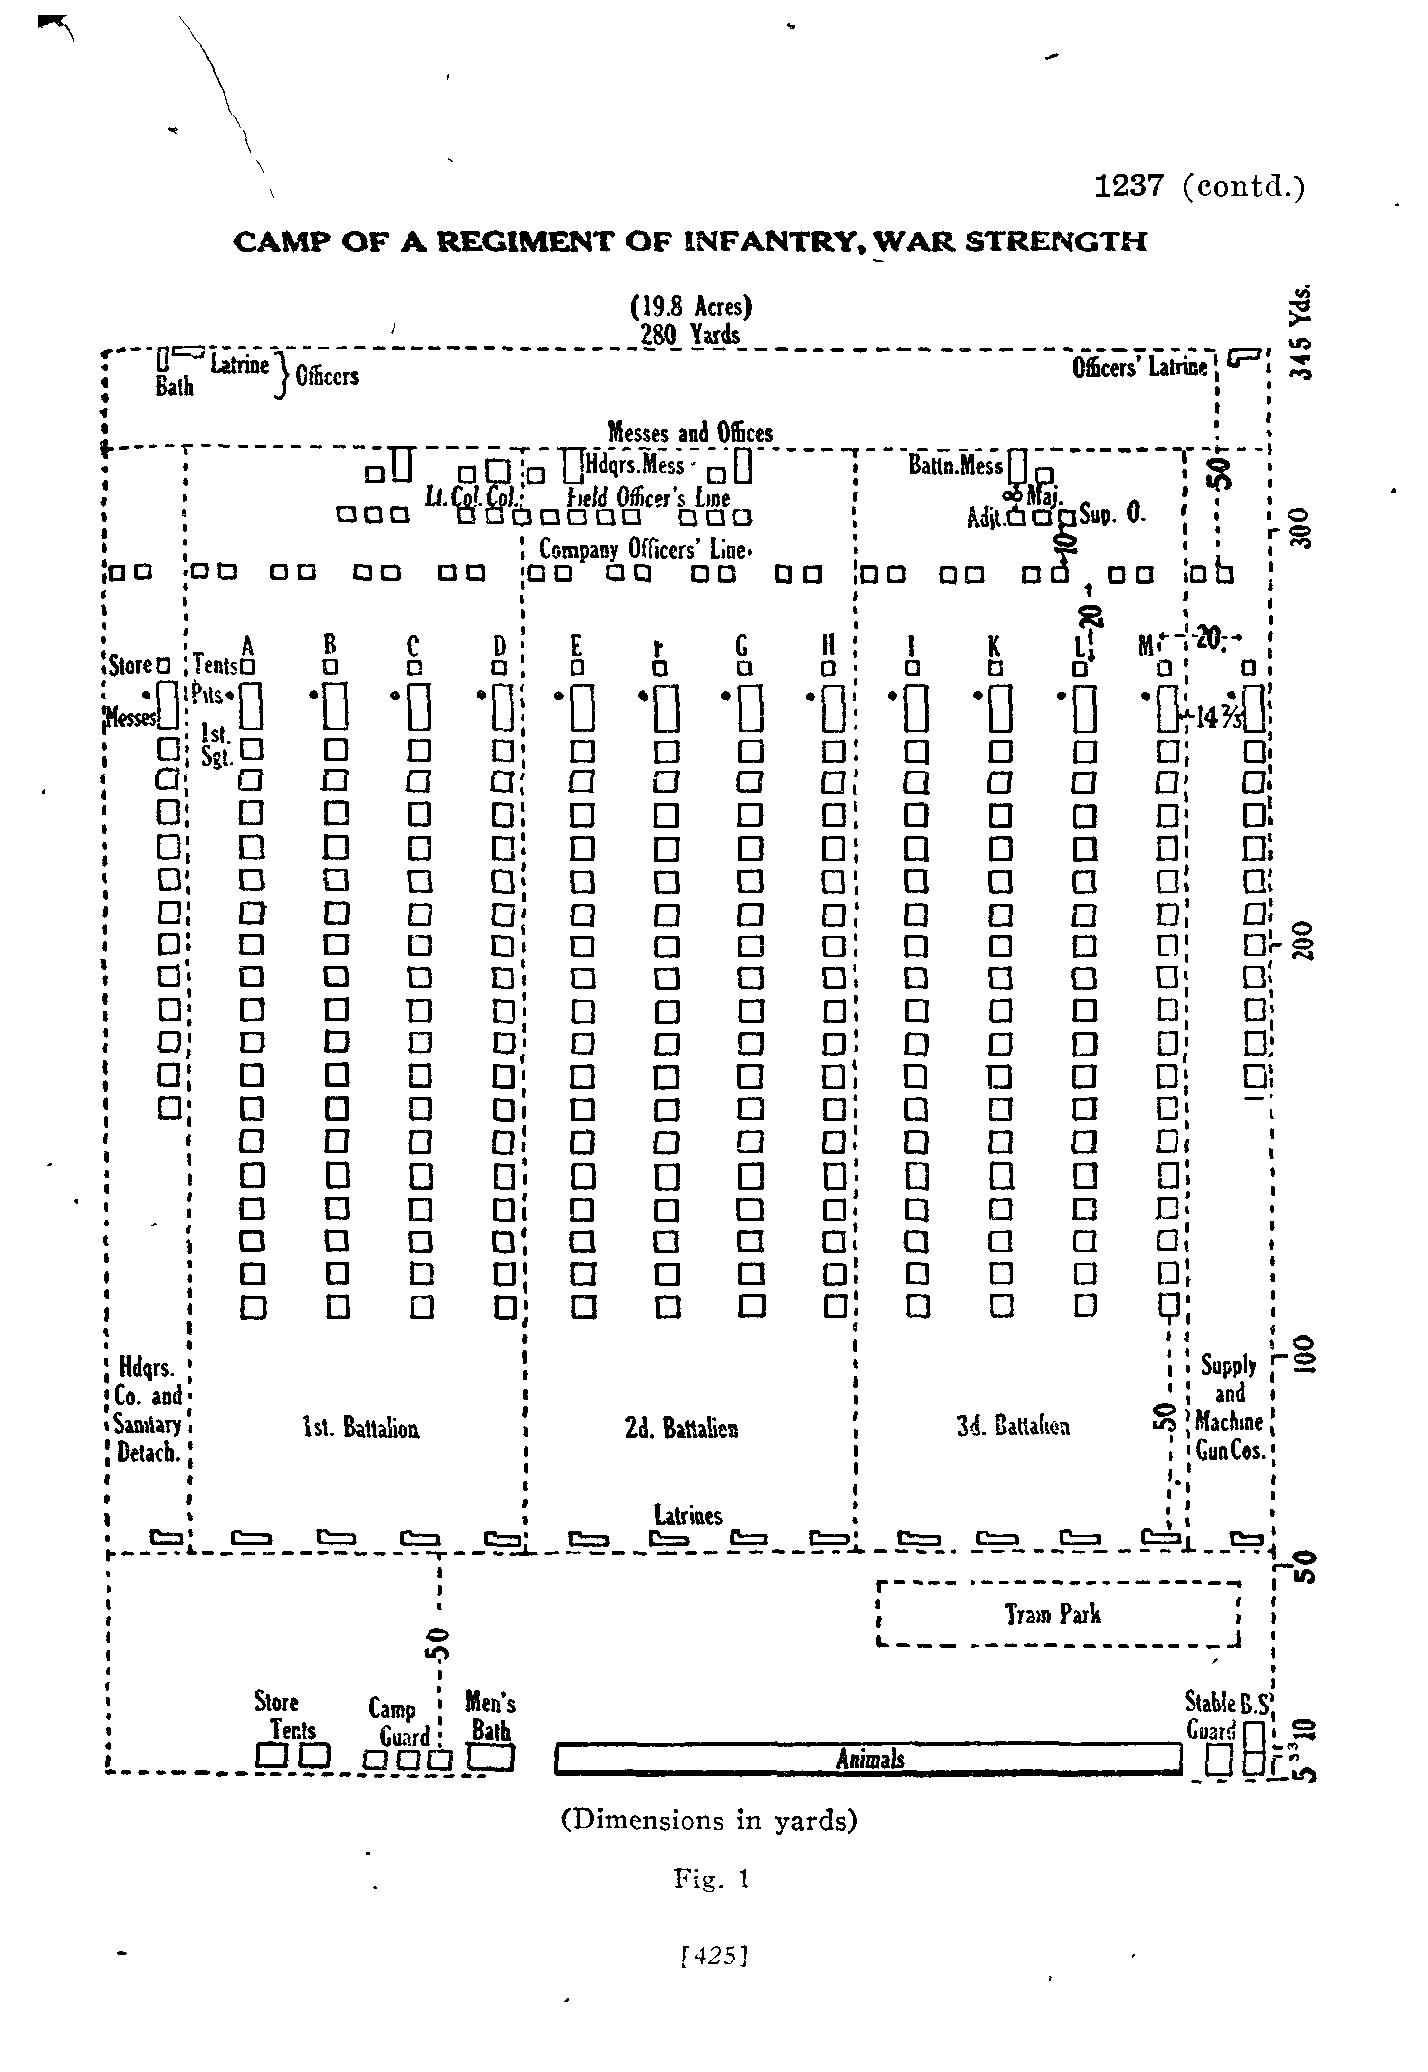 1237 (contd.)
CAMP OF A REGIMENT OF INFANTRY, WAR STRENGTH
(19.8 Acres)
280 Yards
345 Yds.
Bath
Latrine
Officers
Officers' Latrine
Messes and Offices
Hdqrs. Mess
Battn. Mess
50
Lt. Col. Col.
Field Officer's Line
8
Maj.
Adjt.
Sup. O.
300
10
Company Officers' Line.
20
A B C D E F G H I K L M
20
Store
Tents
Pits
Messes
14 2/3
1st.
Sgt.
200
100
Hdqrs.
Co. and
Sanitary
Detach.
1st. Battalion
2d. Battalion
3d. Battalion
50
Supply
and
Machine
Gun Cos.
Latrines
50
Train Park
50
Store
Tents
Camp
Guard
Men's
Bath
Animals
Stable
Guard
B.S.
10
33
5
(Dimensions in yards)
Fig. 1
[425]